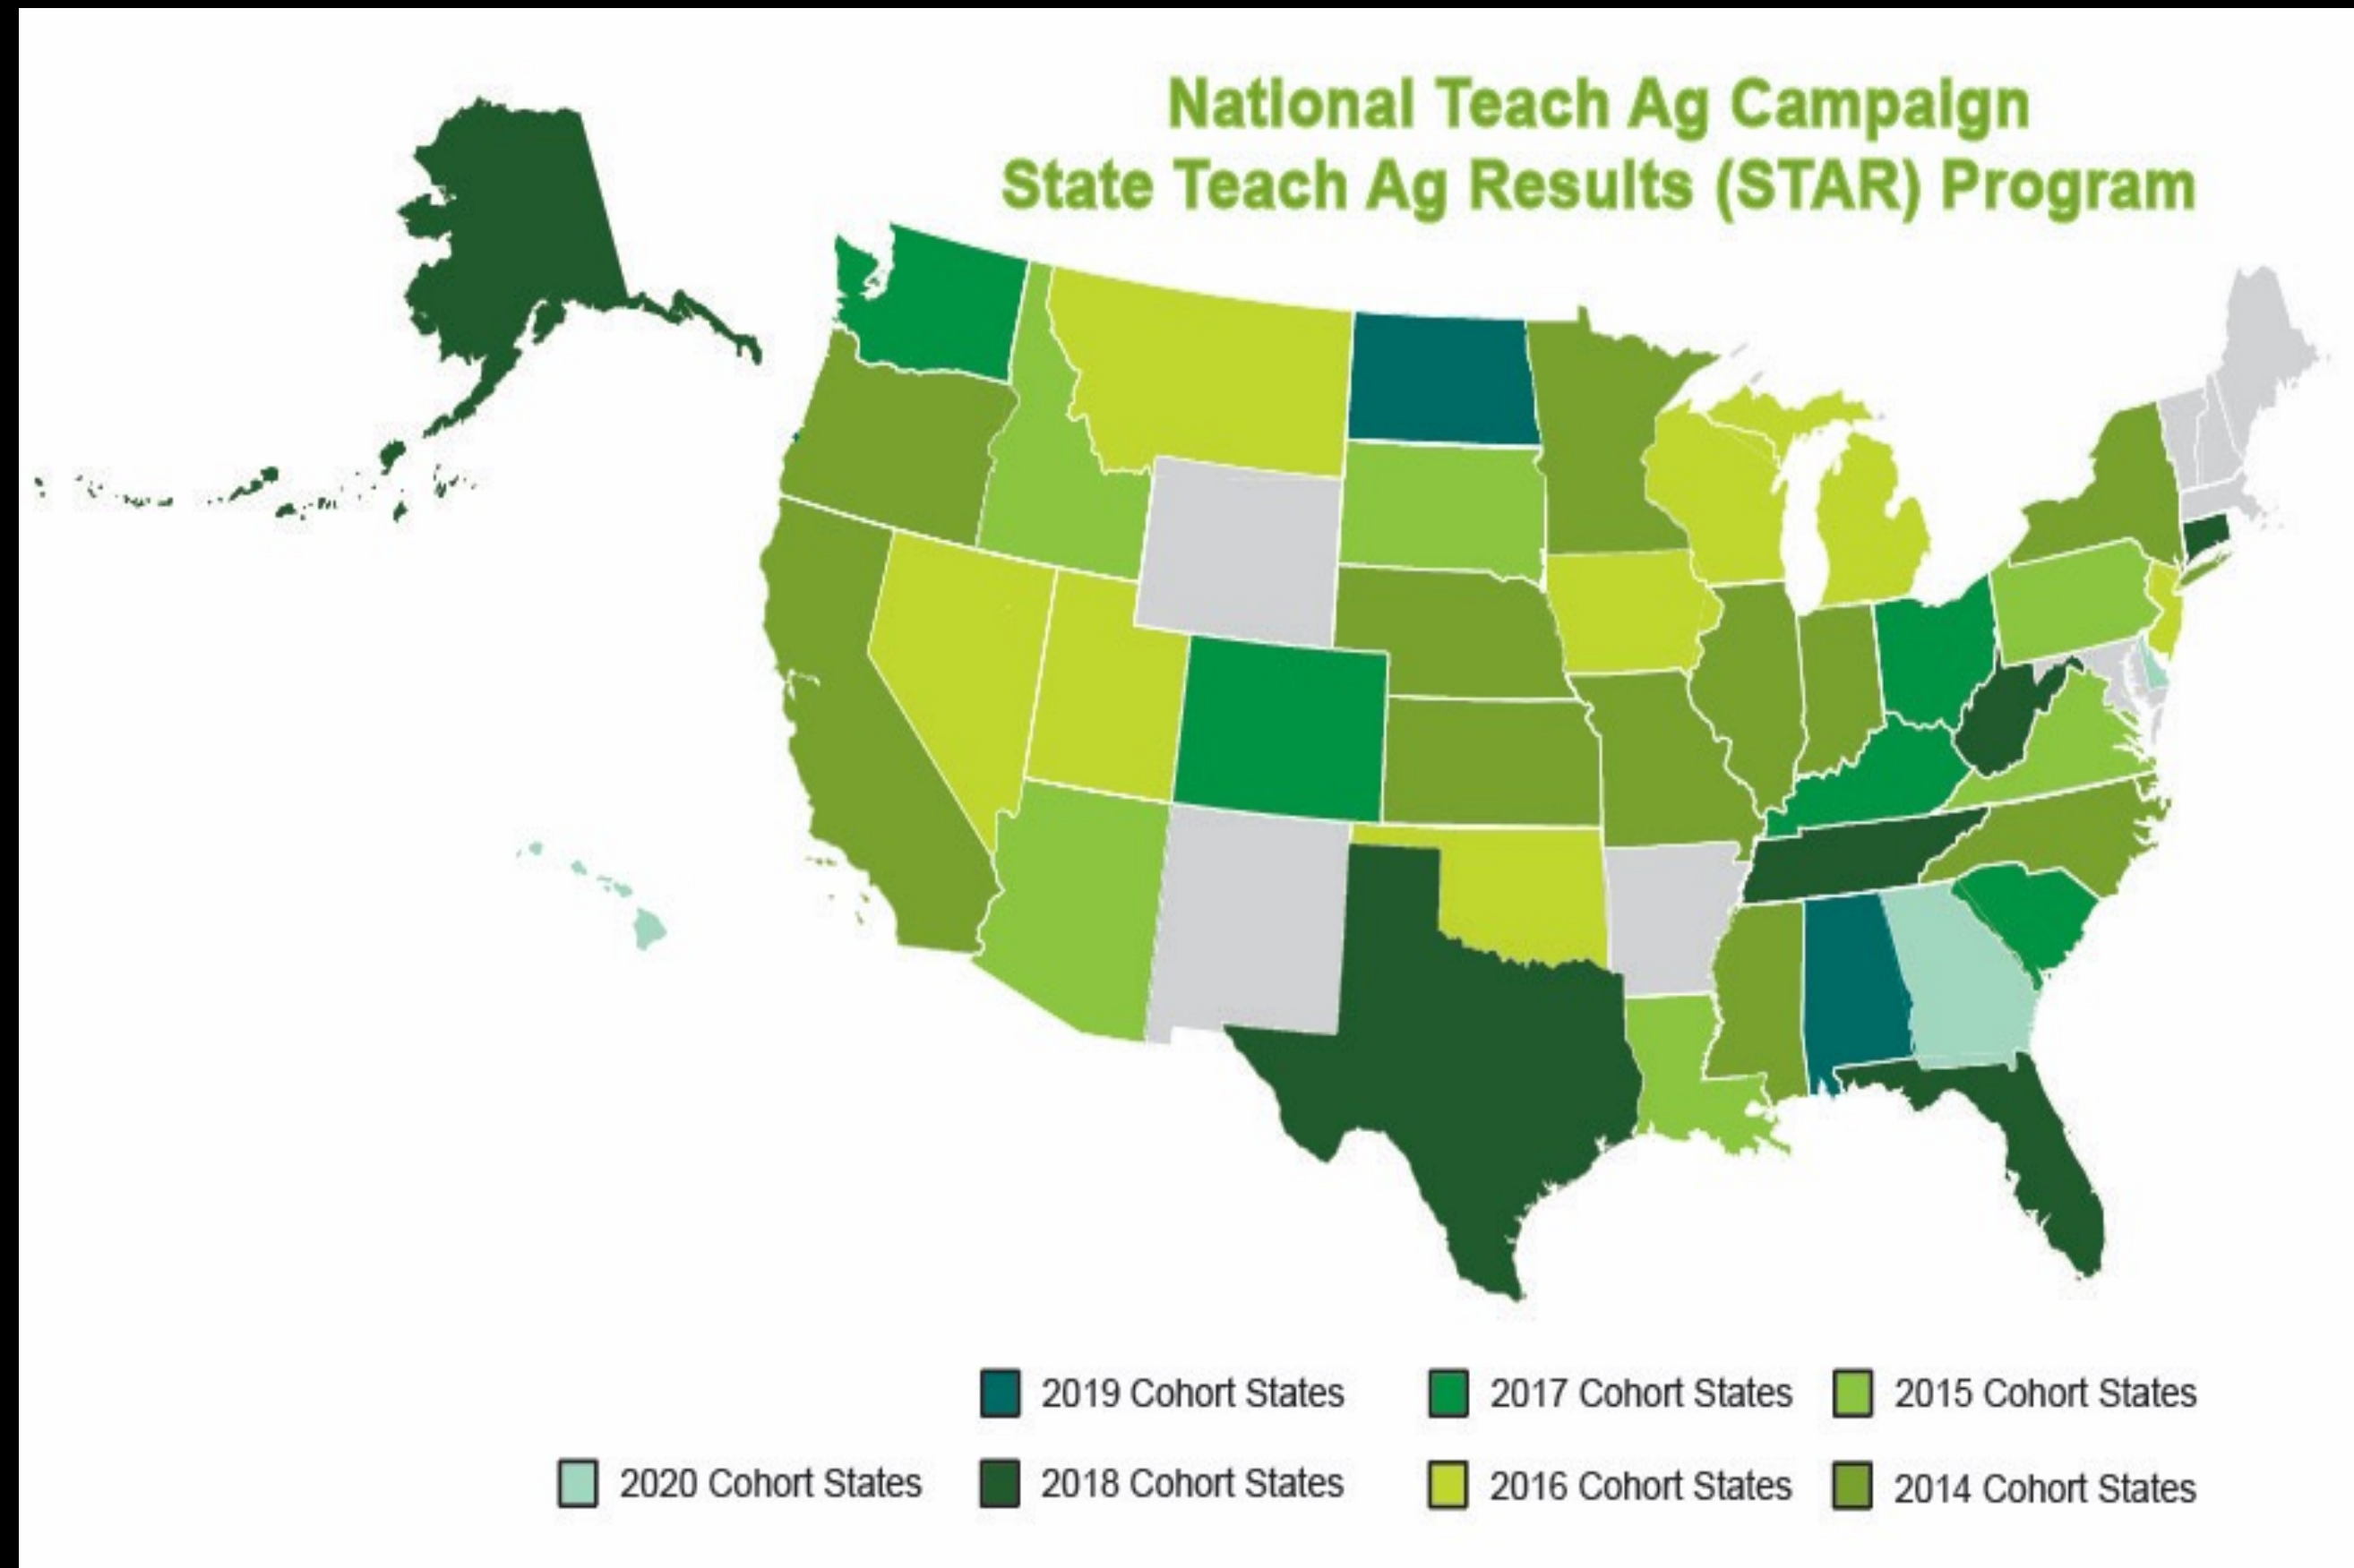 National Teach Ag Campaign
State Teach Ag Results (STAR) Program
2019 Cohort States
2017 Cohort States
2015 Cohort States
2020 Cohort States
2018 Cohort States
2016 Cohort States
2014 Cohort States